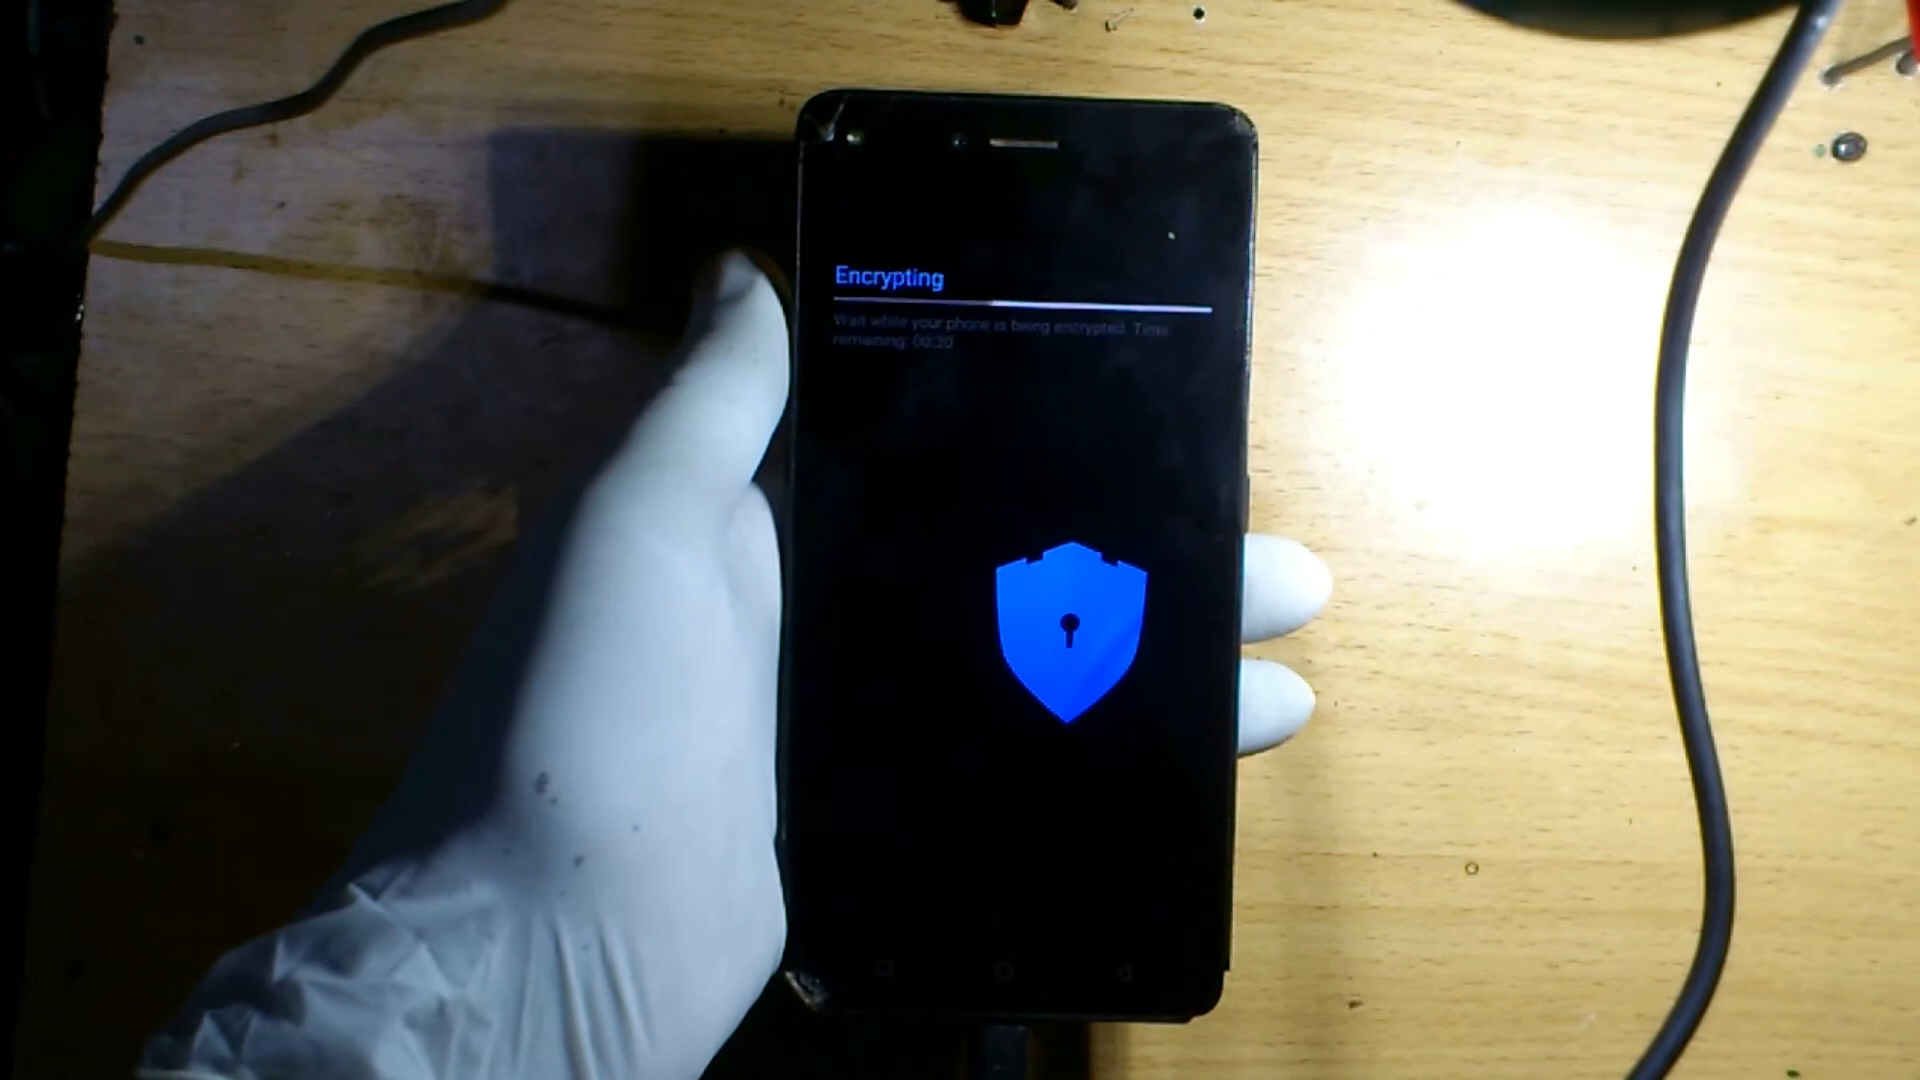 Encrypting
Wait while your phone is being encrypted. Time
remaining: 00:30